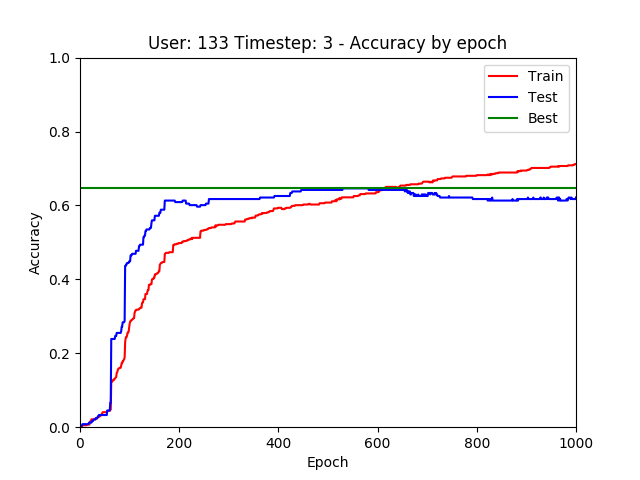 User: 133 Timestep: 3 - Accuracy by epoch
Train
Test
Best
1.0
0.8
0.6
0.4
0.2
0.0
Accuracy
0 200 400 600 800 1000
Epoch